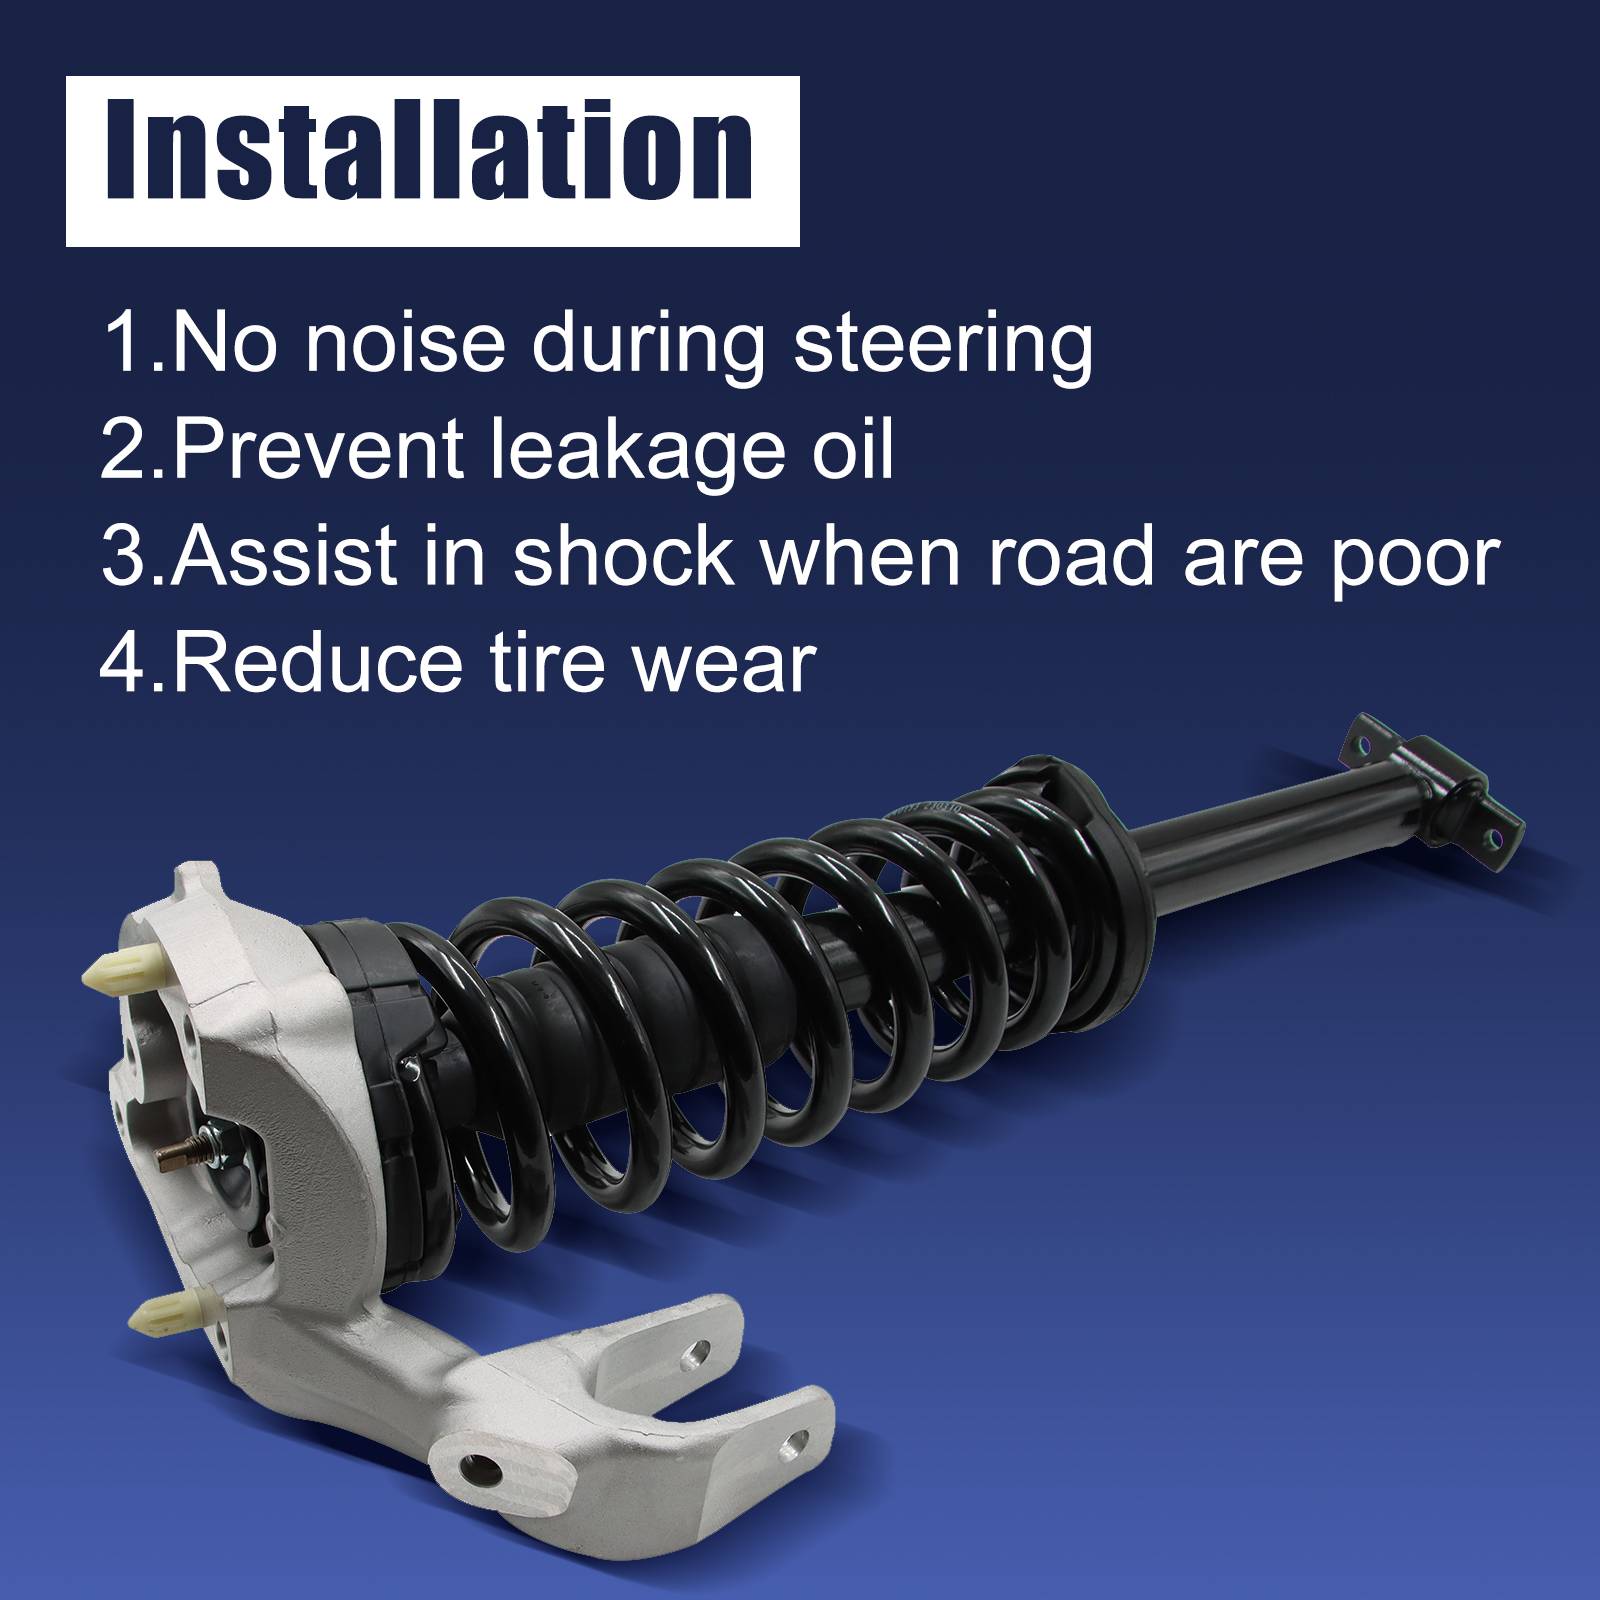 Installation
1.No noise during steering
2.Prevent leakage oil
3.Assist in shock when road are poor
4.Reduce tire wear